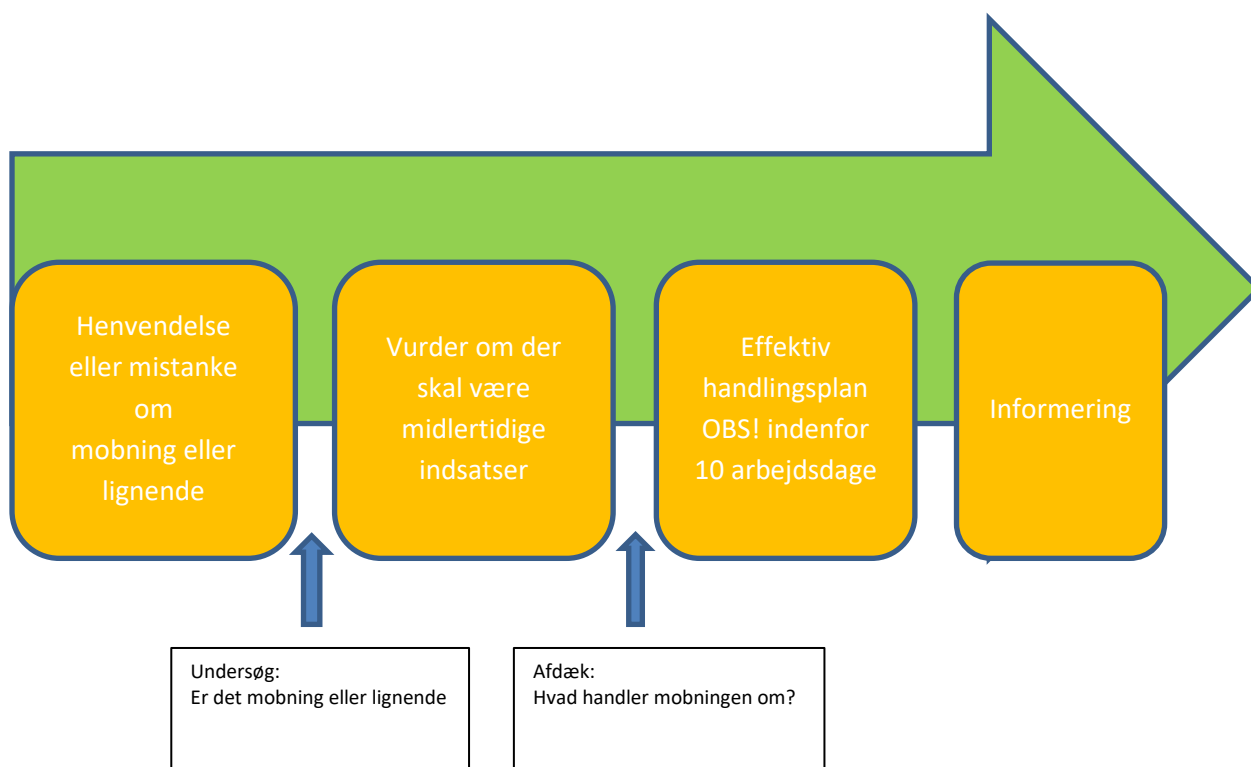 Henvendelse
eller mistanke
om
mobning eller
lignende
Vurder om der
skal være
midlertidige
indsatser
Effektiv
handlingsplan
OBS! indenfor
10 arbejdsdage
Informering
Undersøg:
Er det mobning eller lignende
Afdæk:
Hvad handler mobningen om?